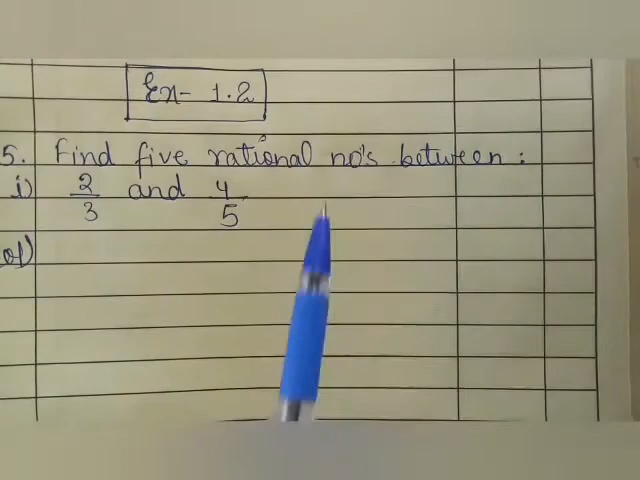 Ex- 1.2
5. Find five rational no's between :
i) 2/3 and 4/5